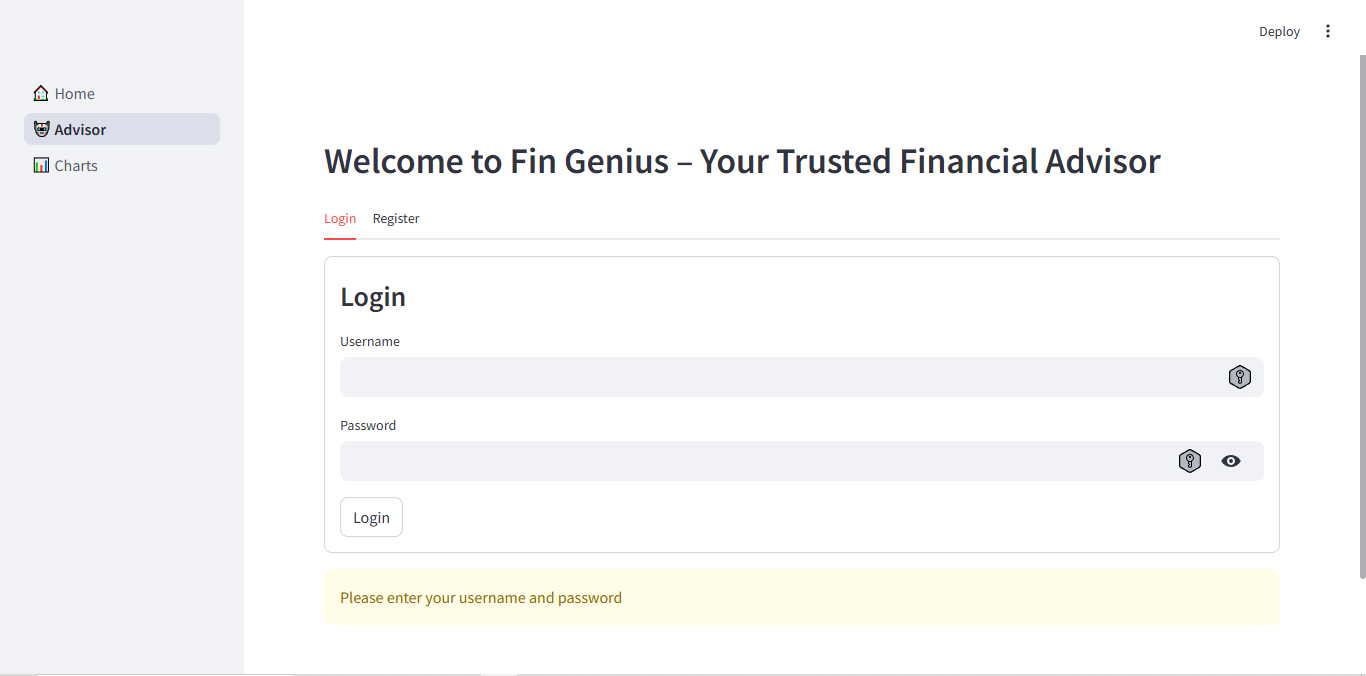 Deploy
Home
Advisor
Charts
Welcome to Fin Genius – Your Trusted Financial Advisor
Login Register
Login
Username
Password
Login
Please enter your username and password